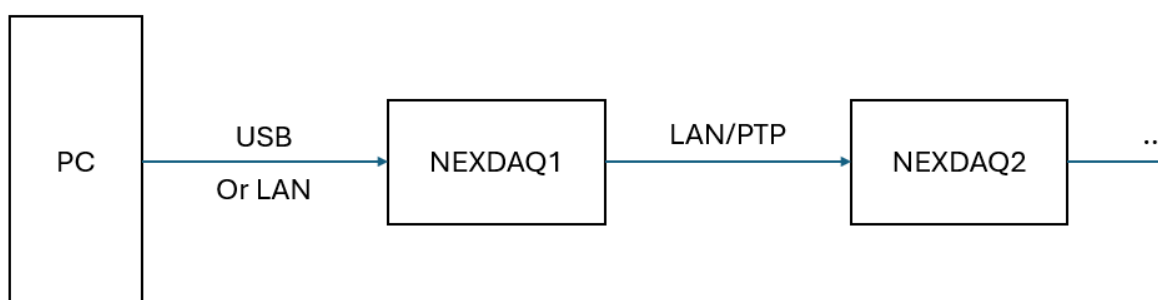 PC
USB
Or LAN
NEXDAQ1
LAN/PTP
NEXDAQ2
..